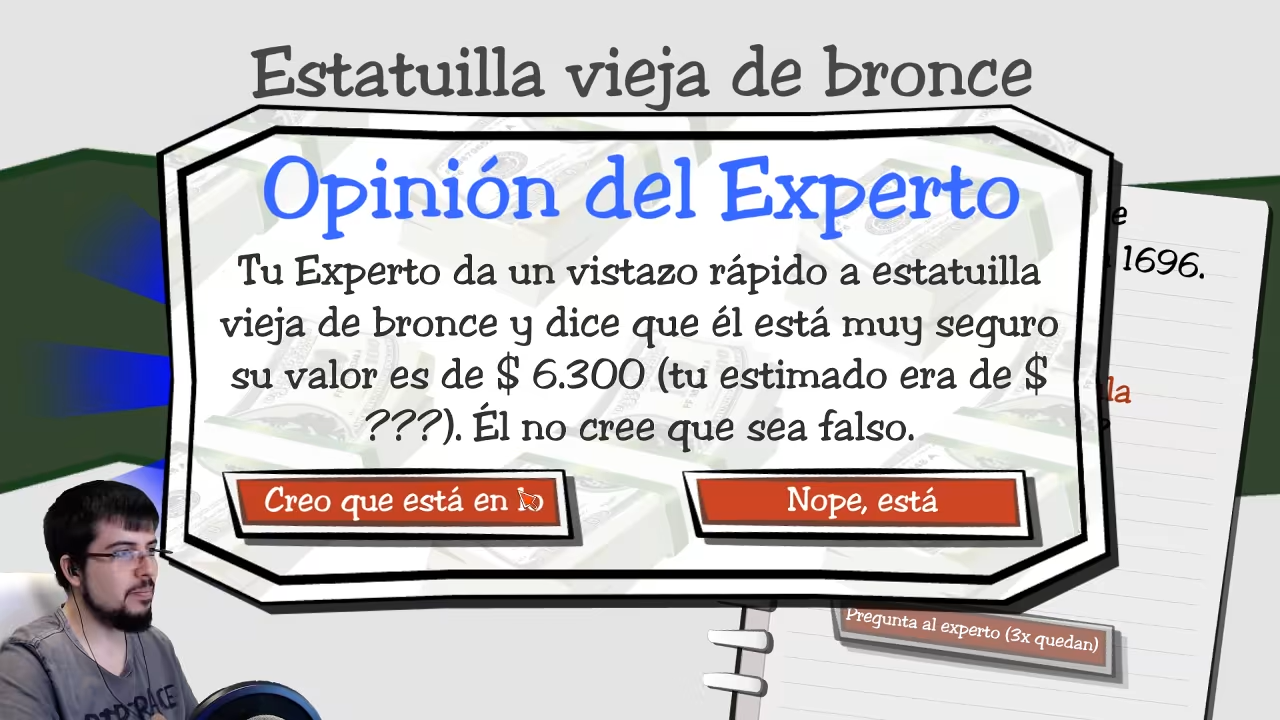 Estatuilla vieja de bronce
Opinión del Experto
Tu Experto da un vistazo rápido a estatuilla
vieja de bronce y dice que él está muy seguro
su valor es de $ 6.300 (tu estimado era de $
???). Él no cree que sea falso.
Creo que está en lo
Nope, está
e
1696.
la
Pregunta al experto (3x quedan)